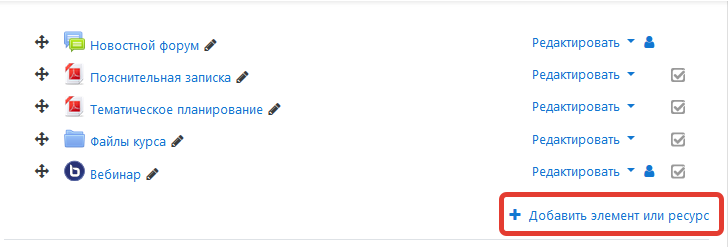 Новостной форум Редактировать
Пояснительная записка Редактировать
Тематическое планирование Редактировать
Файлы курса Редактировать
Вебинар Редактировать
Добавить элемент или ресурс